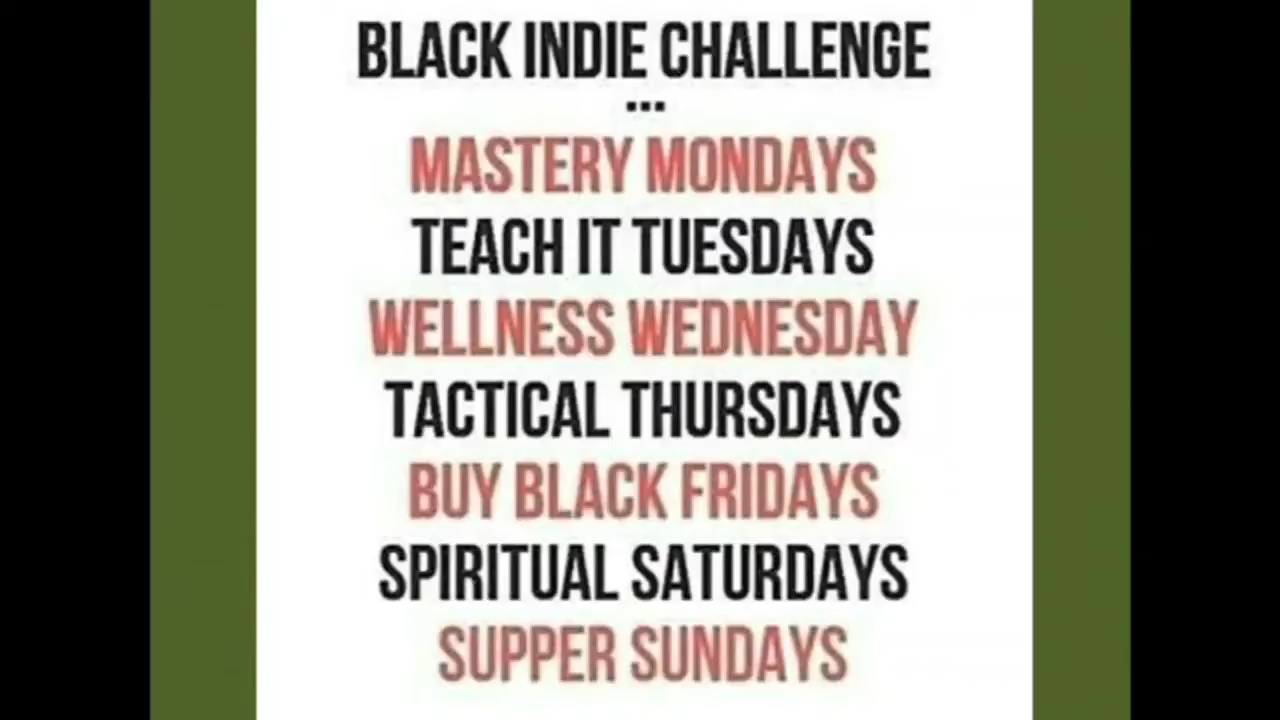 BLACK INDIE CHALLENGE
...
MASTERY MONDAYS
TEACH IT TUESDAYS
WELLNESS WEDNESDAY
TACTICAL THURSDAYS
BUY BLACK FRIDAYS
SPIRITUAL SATURDAYS
SUPPER SUNDAYS